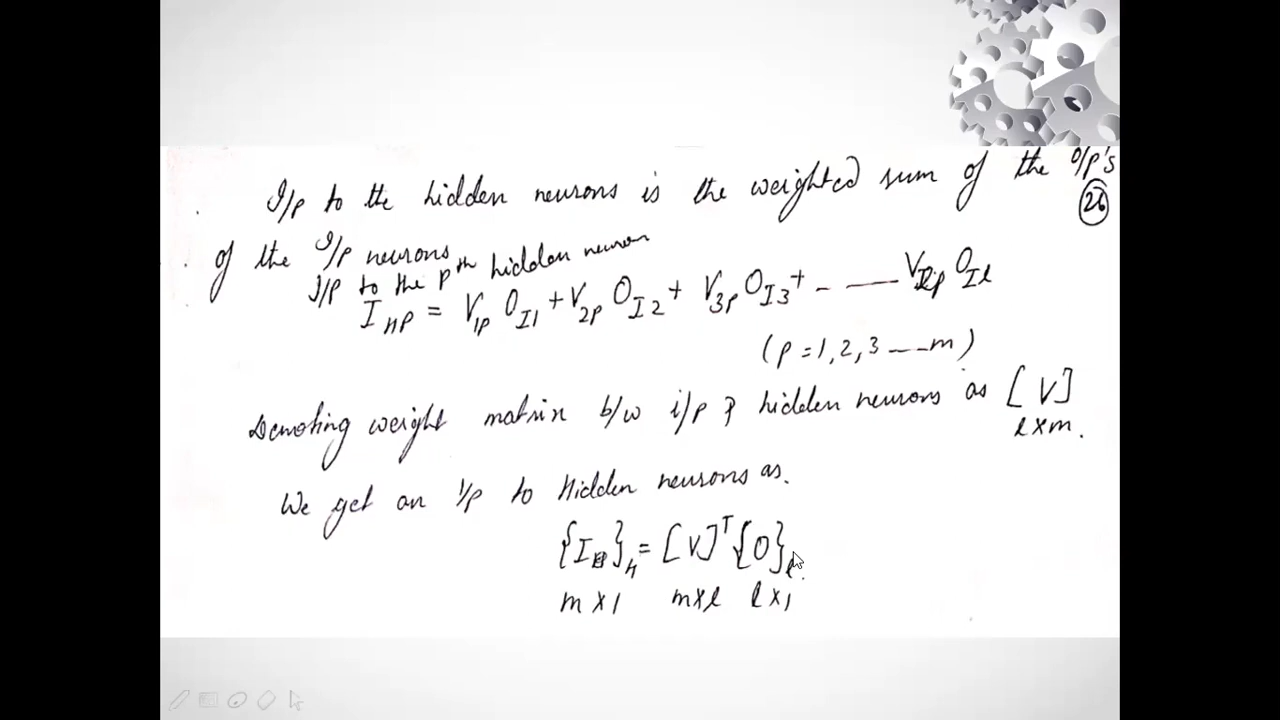 I/p to the hidden neurons is the weighted sum of the O/p's
26
of the I/p neurons
I/p to the pth hidden neuron
I_HP = V_1p O_I1 + V_2p O_I2 + V_3p O_I3 + - — — V_lp O_Il
(p = 1, 2, 3 — — m)
Denoting weight matrix b/w i/p & hidden neurons as [V]
l×m.
We get an I/p to Hidden neurons as.
{I}_H = [V]^T {O}_I
m×1 m×l l×1